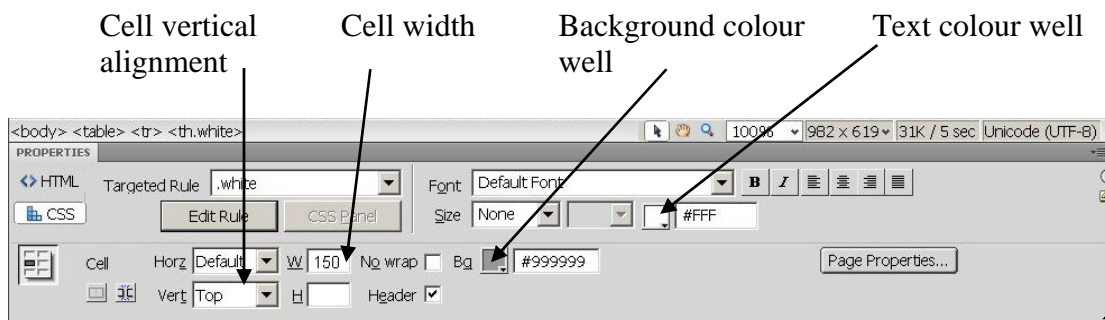 Cell vertical alignment
Cell width
Background colour well
Text colour well
<body> <table> <tr> <th.white>
100% 982 x 619 31K / 5 sec Unicode (UTF-8)
PROPERTIES
<> HTML Targeted Rule .white Font Default Font B I
CSS Edit Rule CSS Panel Size None #FFF
Cell Horz Default W 150 No wrap Bg #999999 Page Properties...
Vert Top H Header